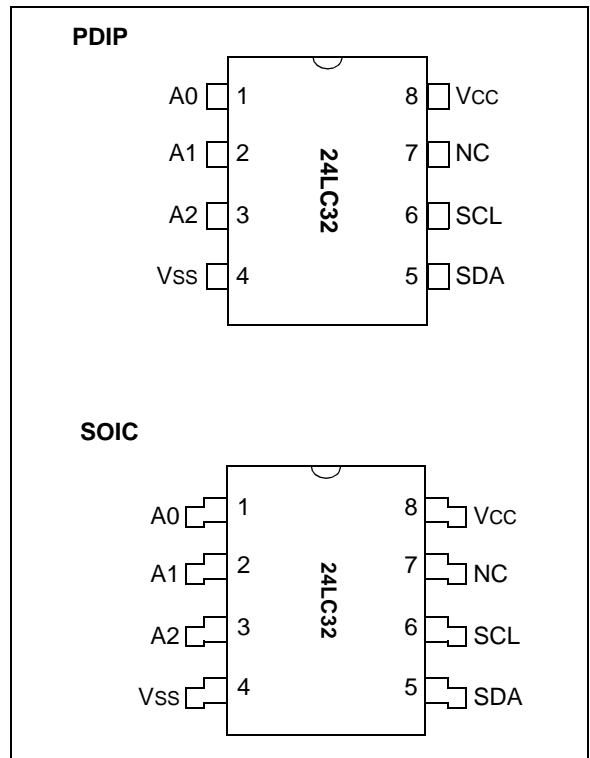 PDIP
A0 1 8 VCC
A1 2 7 NC
A2 3 6 SCL
VSS 4 5 SDA
24LC32
SOIC
A0 1 8 VCC
A1 2 7 NC
A2 3 6 SCL
VSS 4 5 SDA
24LC32